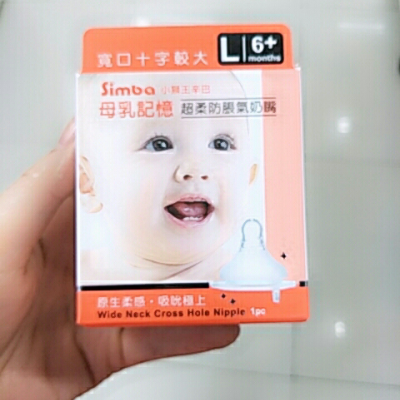 寬口十字較大
L 6+
months
Simba 小獅王辛巴
母乳記憶 超柔防脹氣奶嘴
原生柔感·吸吮極上
Wide Neck Cross Hole Nipple 1pc